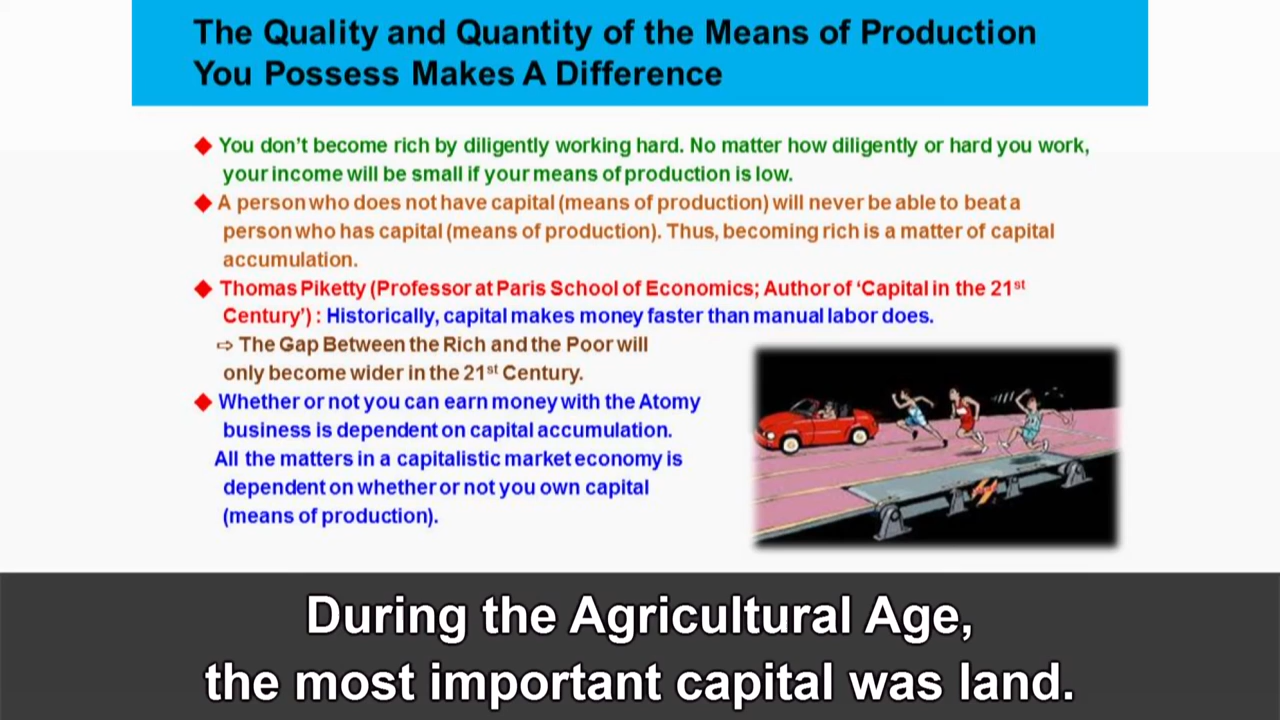 The Quality and Quantity of the Means of Production
You Possess Makes A Difference
◆ You don't become rich by diligently working hard. No matter how diligently or hard you work,
your income will be small if your means of production is low.
◆ A person who does not have capital (means of production) will never be able to beat a
person who has capital (means of production). Thus, becoming rich is a matter of capital
accumulation.
◆ Thomas Piketty (Professor at Paris School of Economics; Author of ‘Capital in the 21st
Century’) : Historically, capital makes money faster than manual labor does.
⇨ The Gap Between the Rich and the Poor will
only become wider in the 21st Century.
◆ Whether or not you can earn money with the Atomy
business is dependent on capital accumulation.
All the matters in a capitalistic market economy is
dependent on whether or not you own capital
(means of production).
During the Agricultural Age,
the most important capital was land.